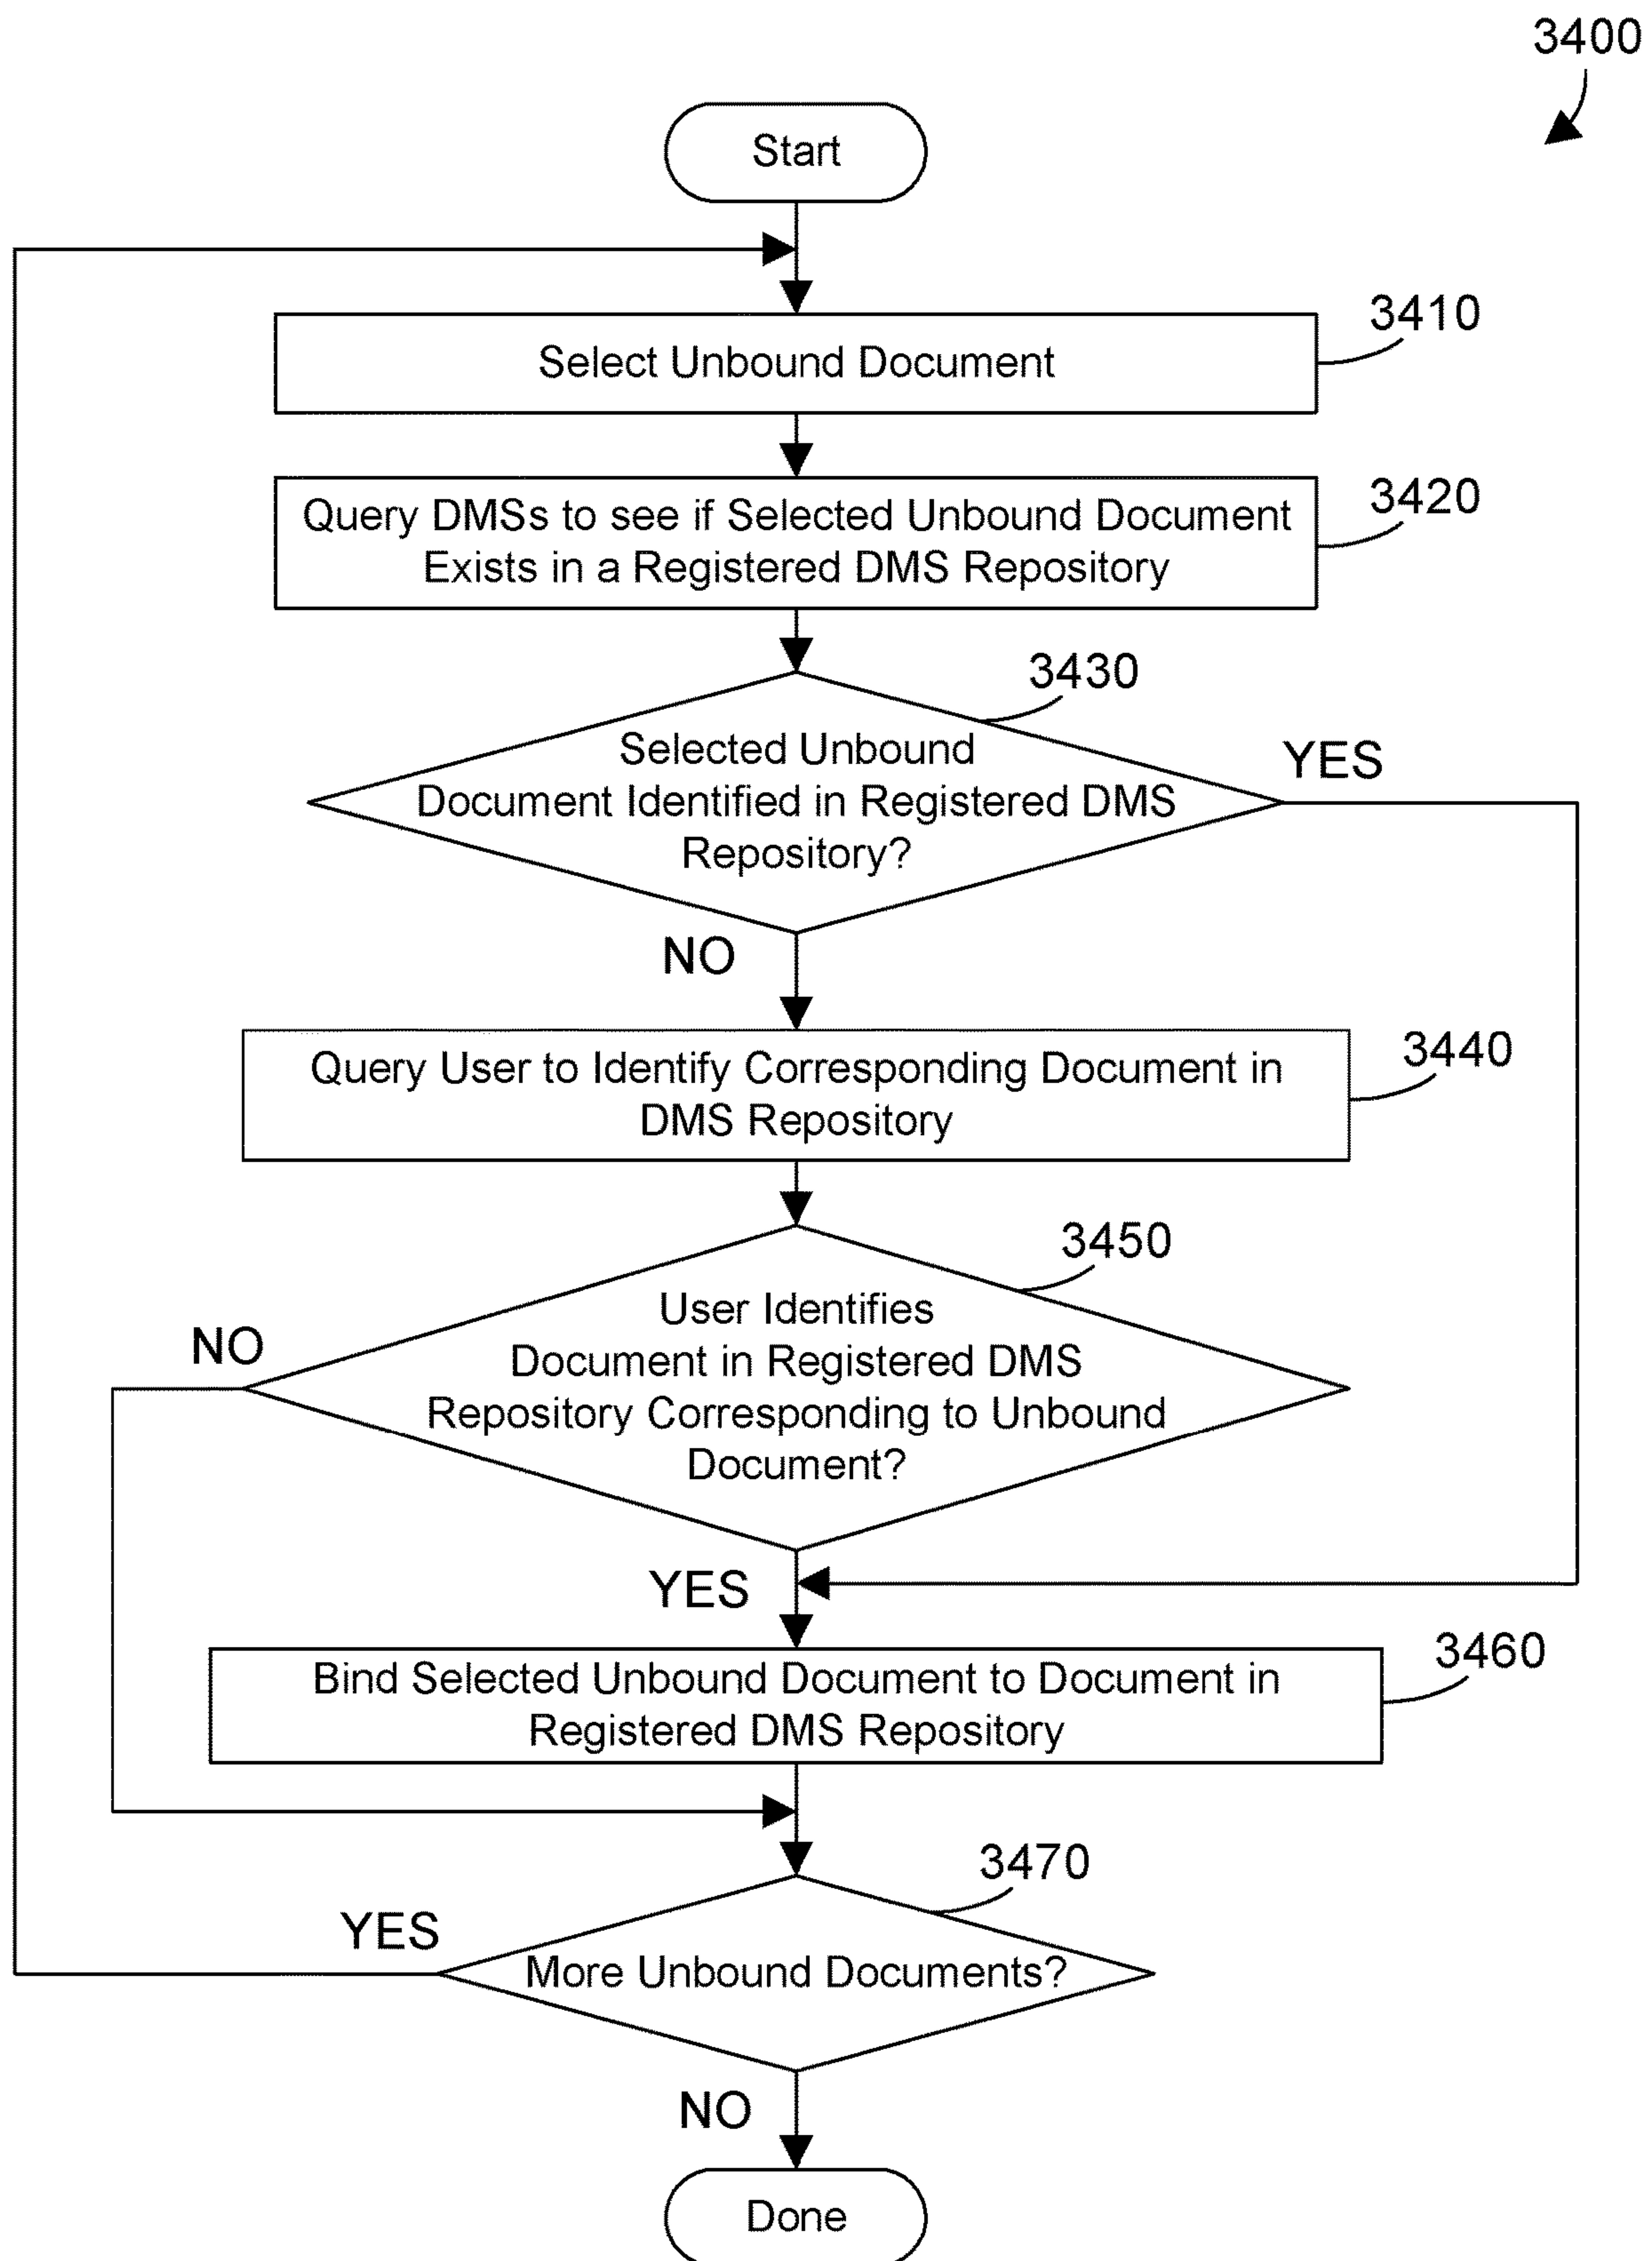 3400
Start
3410
Select Unbound Document
3420
Query DMSs to see if Selected Unbound Document
Exists in a Registered DMS Repository
3430
Selected Unbound
YES
Document Identified in Registered DMS
Repository?
NO
3440
Query User to Identify Corresponding Document in
DMS Repository
3450
User Identifies
NO
Document in Registered DMS
Repository Corresponding to Unbound
Document?
YES
3460
Bind Selected Unbound Document to Document in
Registered DMS Repository
3470
YES
More Unbound Documents?
NO
Done